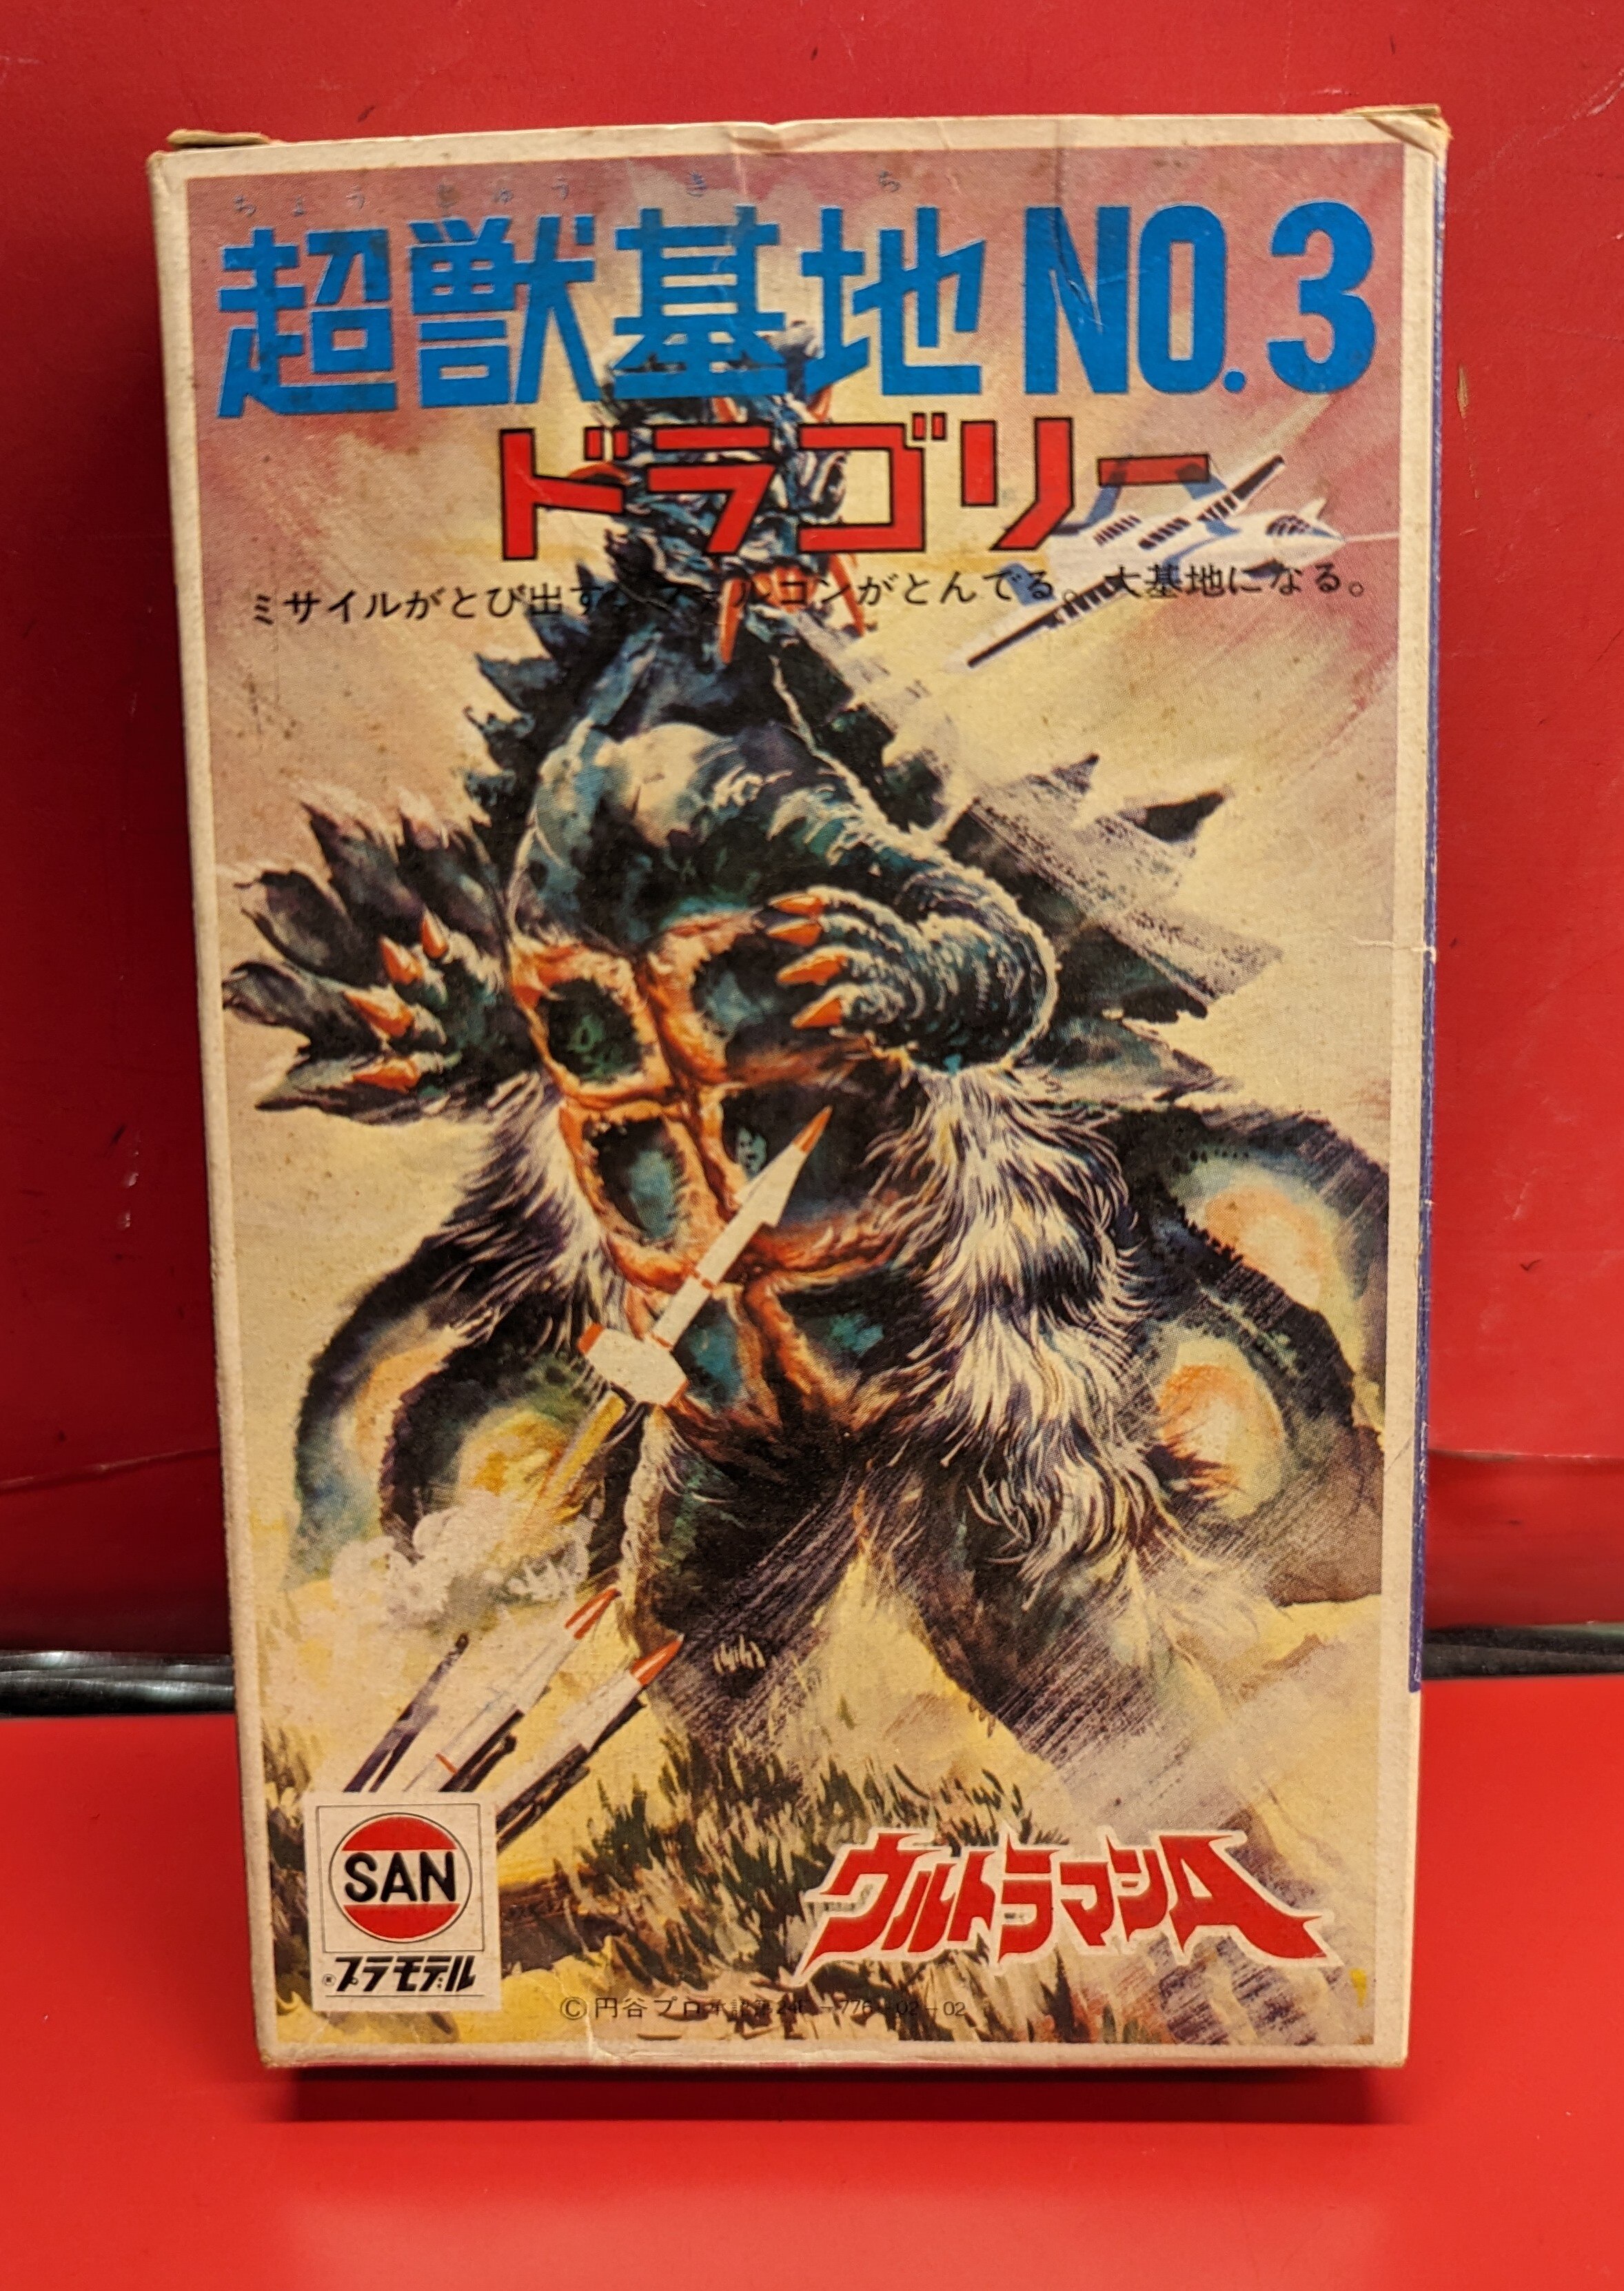 ちょうじゅうきち
超獣基地NO.3
ドラゴリー
ミサイルがとび出す。ファルコンがとんでる。大基地になる。
SAN
®プラモデル
ウルトラマンA
©円谷プロ